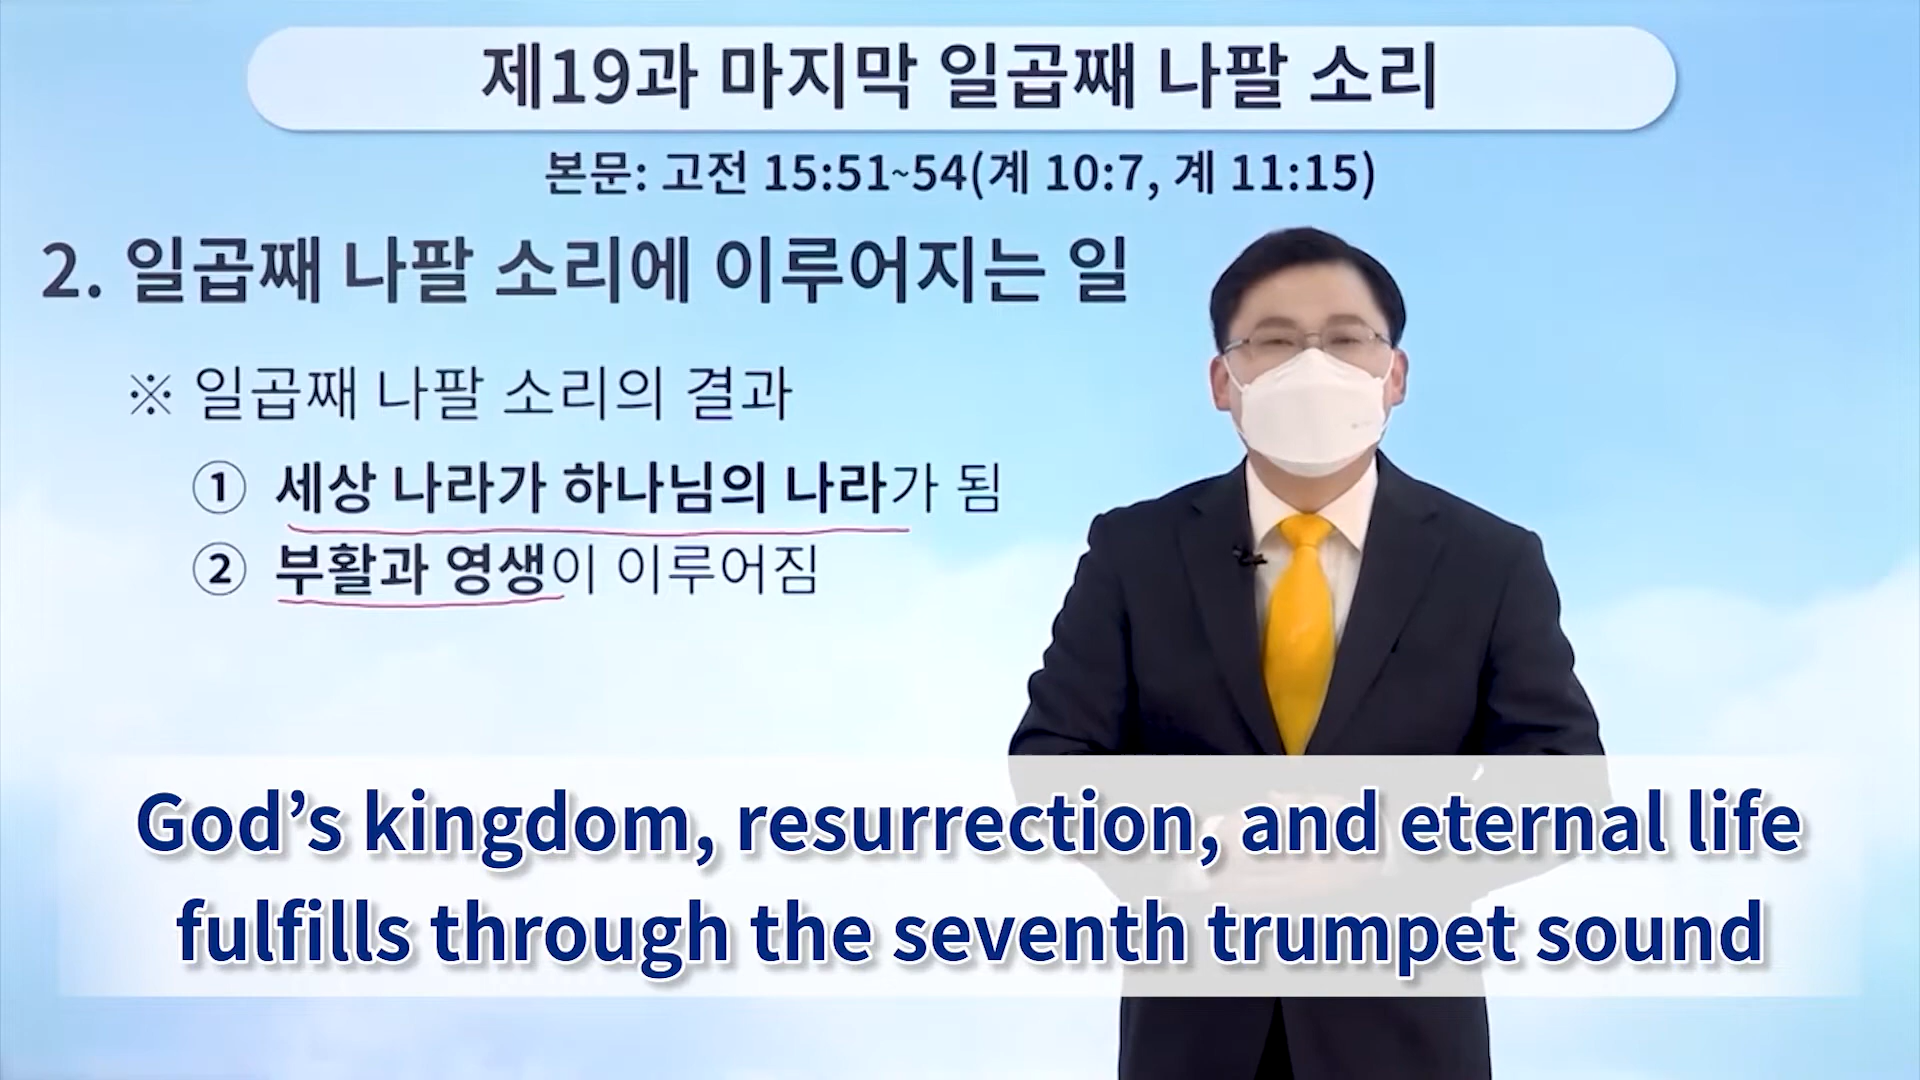 제19과 마지막 일곱째 나팔 소리
본문: 고전 15:51~54(계 10:7, 계 11:15)
2. 일곱째 나팔 소리에 이루어지는 일
※ 일곱째 나팔 소리의 결과
① 세상 나라가 하나님의 나라가 됨
② 부활과 영생이 이루어짐
God’s kingdom, resurrection, and eternal life
fulfills through the seventh trumpet sound